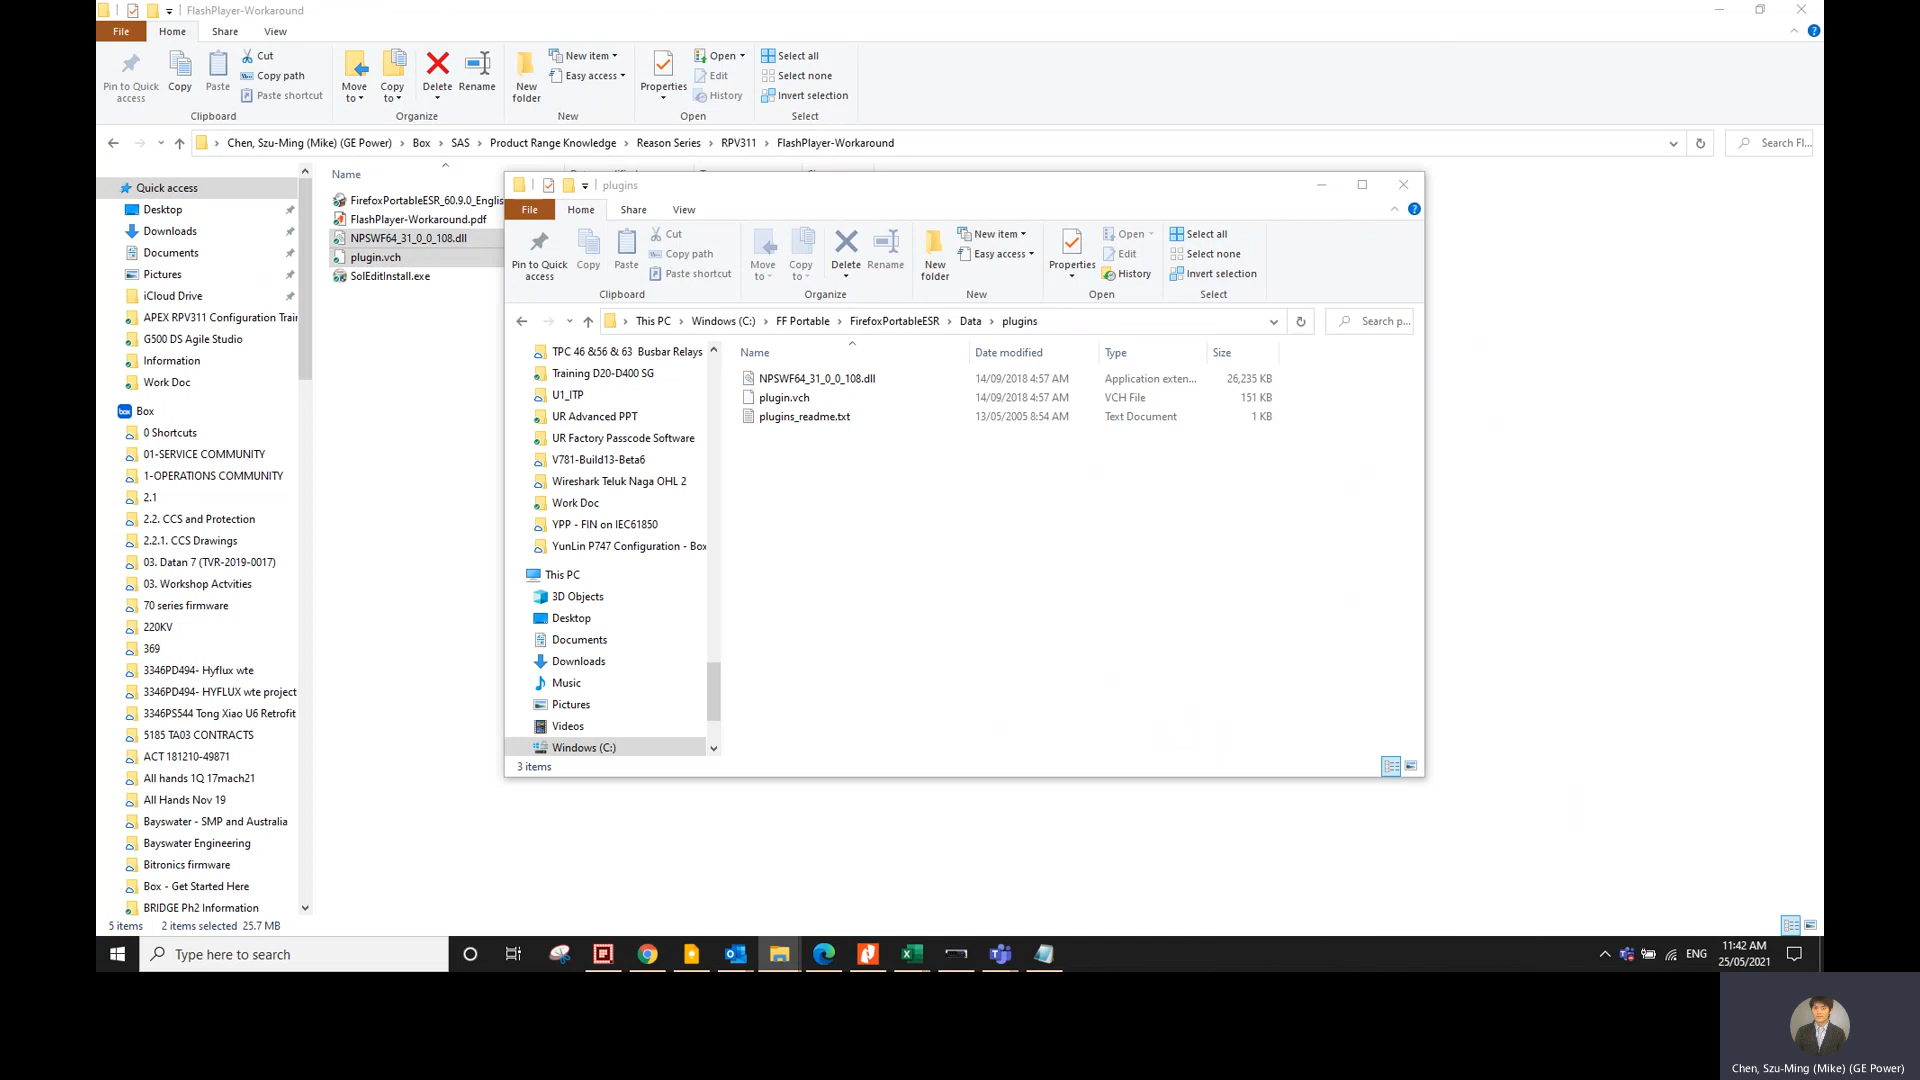 FlashPlayer-Workaround
File Home Share View
Pin to Quick access
Copy
Paste
Cut
Copy path
Paste shortcut
Clipboard
Move to
Copy to
Delete
Rename
Organize
New folder
New item
Easy access
New
Properties
Open
Edit
History
Open
Select all
Select none
Invert selection
Select
Chen, Szu-Ming (Mike) (GE Power) > Box > SAS > Product Range Knowledge > Reason Series > RPV311 > FlashPlayer-Workaround
Search Fl...
Quick access
Desktop
Downloads
Documents
Pictures
iCloud Drive
APEX RPV311 Configuration Trai
G500 DS Agile Studio
Information
Work Doc
Box
0 Shortcuts
01-SERVICE COMMUNITY
1-OPERATIONS COMMUNITY
2.1
2.2. CCS and Protection
2.2.1. CCS Drawings
03. Datan 7 (TVR-2019-0017)
03. Workshop Actvities
70 series firmware
220KV
369
3346PD494- Hyflux wte
3346PD494- HYFLUX wte project
3346PS544 Tong Xiao U6 Retrofit
5185 TA03 CONTRACTS
ACT 181210-49871
All hands 1Q 17mach21
All Hands Nov 19
Bayswater - SMP and Australia
Bayswater Engineering
Bitronics firmware
Box - Get Started Here
BRIDGE Ph2 Information
5 items 2 items selected 25.7 MB
Name
FirefoxPortableESR_60.9.0_Englis
FlashPlayer-Workaround.pdf
NPSWF64_31_0_0_108.dll
plugin.vch
SolEditInstall.exe
plugins
File Home Share View
Pin to Quick access
Copy
Paste
Cut
Copy path
Paste shortcut
Clipboard
Move to
Copy to
Delete
Rename
Organize
New folder
New item
Easy access
New
Properties
Open
Edit
History
Open
Select all
Select none
Invert selection
Select
This PC > Windows (C:) > FF Portable > FirefoxPortableESR > Data > plugins
Search p...
TPC 46 &56 & 63 Busbar Relays
Training D20-D400 SG
U1_ITP
UR Advanced PPT
UR Factory Passcode Software
V781-Build13-Beta6
Wireshark Teluk Naga OHL 2
Work Doc
YPP - FIN on IEC61850
YunLin P747 Configuration - Box
This PC
3D Objects
Desktop
Documents
Downloads
Music
Pictures
Videos
Windows (C:)
Name Date modified Type Size
NPSWF64_31_0_0_108.dll 14/09/2018 4:57 AM Application exten... 26,235 KB
plugin.vch 14/09/2018 4:57 AM VCH File 151 KB
plugins_readme.txt 13/05/2005 8:54 AM Text Document 1 KB
3 items
Type here to search
ENG
11:42 AM
25/05/2021
Chen, Szu-Ming (Mike) (GE Power)